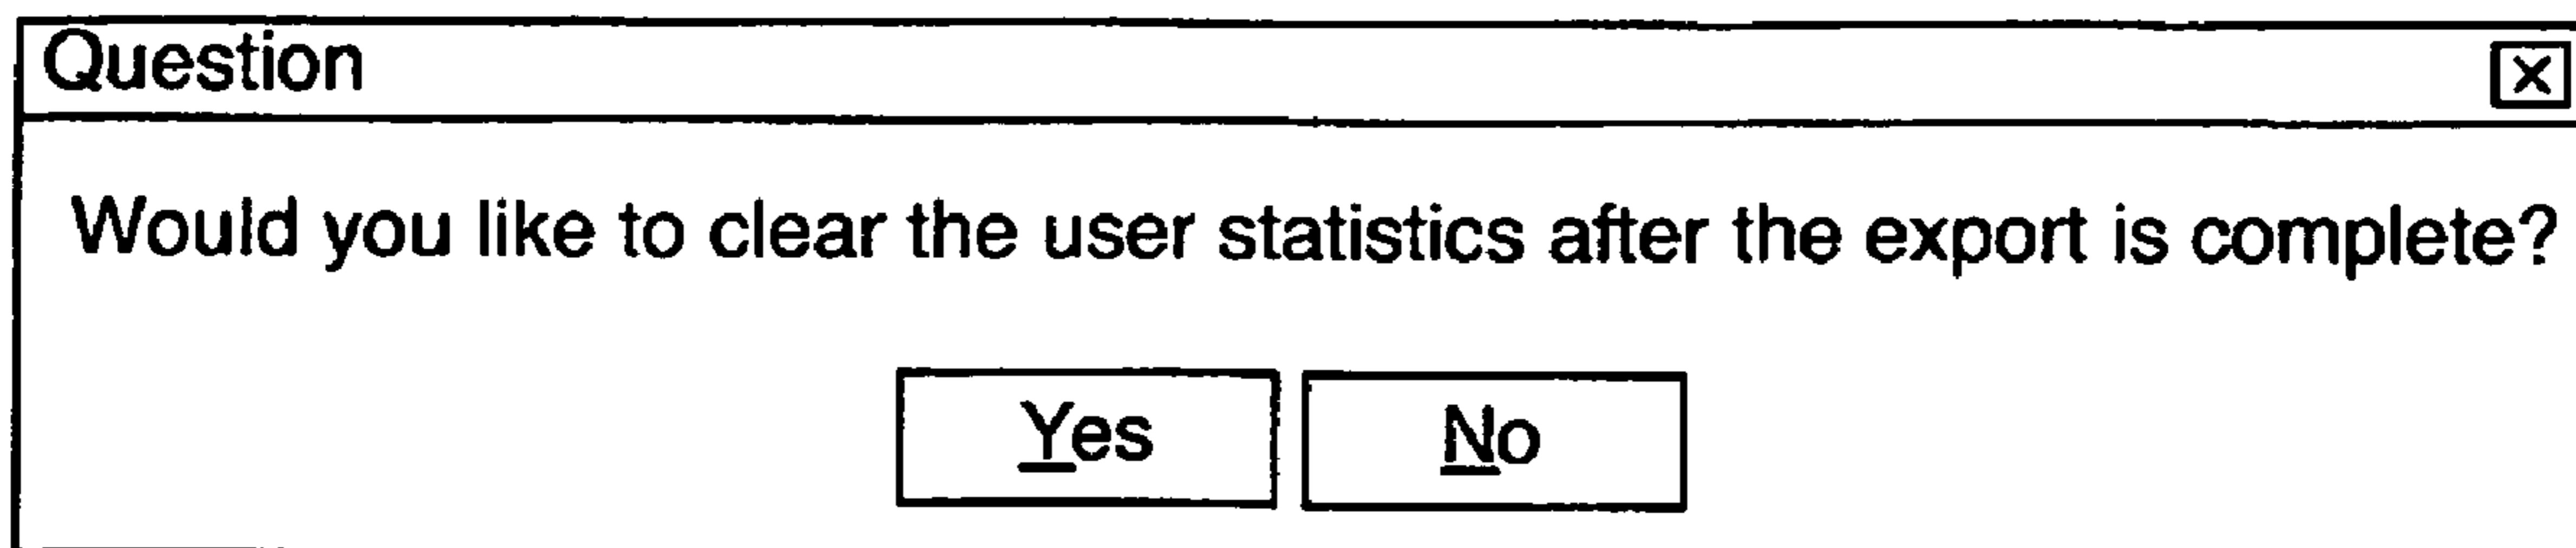 Question
Would you like to clear the user statistics after the export is complete?
Yes No